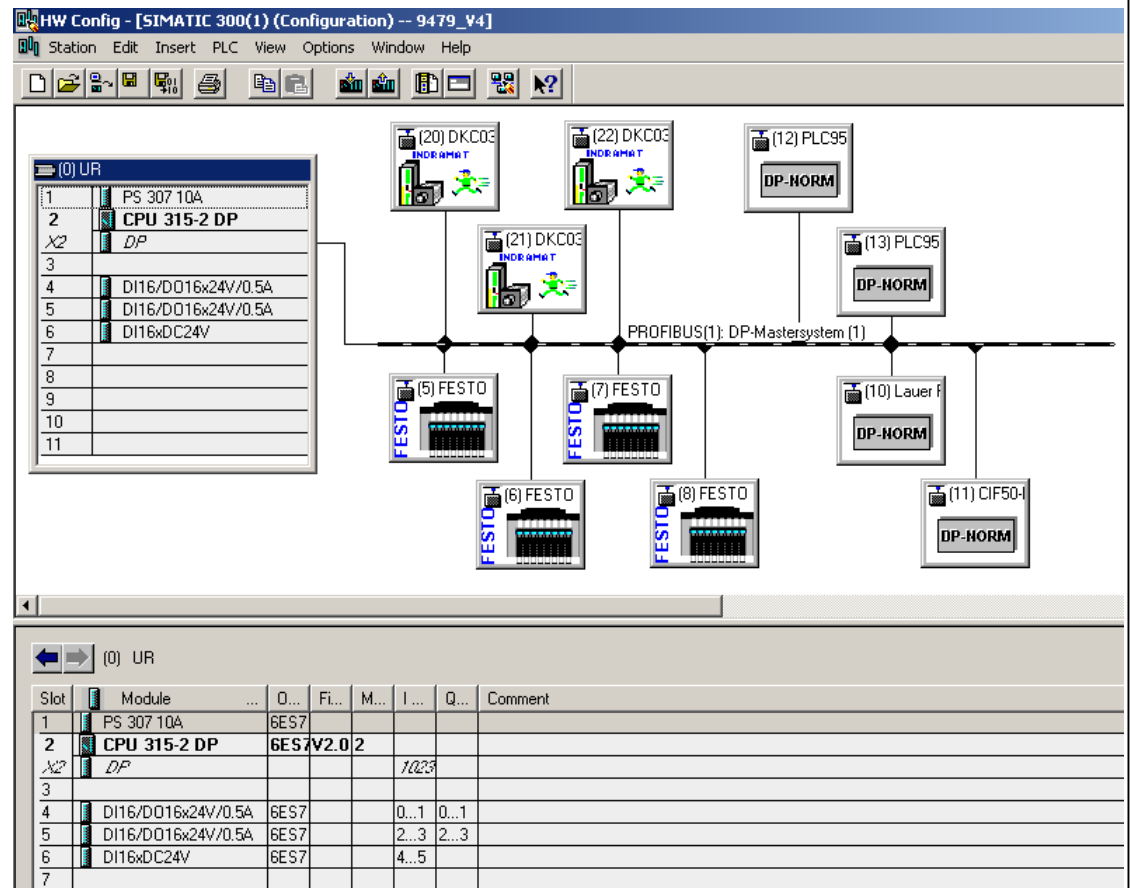 HW Config - [SIMATIC 300(1) (Configuration) -- 9479_V4]
Station Edit Insert PLC View Options Window Help
(0) UR
1 PS 307 10A
2 CPU 315-2 DP
X2 DP
3
4 DI16/DO16x24V/0.5A
5 DI16/DO16x24V/0.5A
6 DI16xDC24V
7
8
9
10
11
(20) DKC03
INDRAMAT
(22) DKC03
INDRAMAT
(12) PLC95
DP-NORM
(21) DKC03
INDRAMAT
(13) PLC95
DP-NORM
PROFIBUS(1): DP-Mastersystem (1)
(5) FESTO
FESTO
(7) FESTO
FESTO
(10) Lauer
DP-NORM
(6) FESTO
FESTO
(8) FESTO
FESTO
(11) CIF50-
DP-NORM
(0) UR
Slot Module ... O... Fi... M... I ... Q... Comment
1 PS 307 10A 6ES7
2 CPU 315-2 DP 6ES7 V2.0 2
X2 DP 1023
3
4 DI16/DO16x24V/0.5A 6ES7 0...1 0...1
5 DI16/DO16x24V/0.5A 6ES7 2...3 2...3
6 DI16xDC24V 6ES7 4...5
7